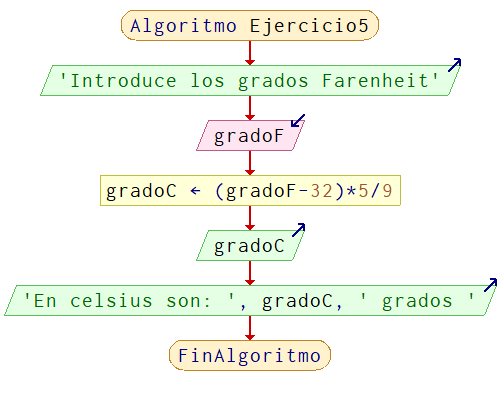 Algoritmo Ejercicio5
'Introduce los grados Farenheit'
gradoF
gradoC ← (gradoF-32)*5/9
gradoC
'En celsius son: ', gradoC, ' grados '
FinAlgoritmo